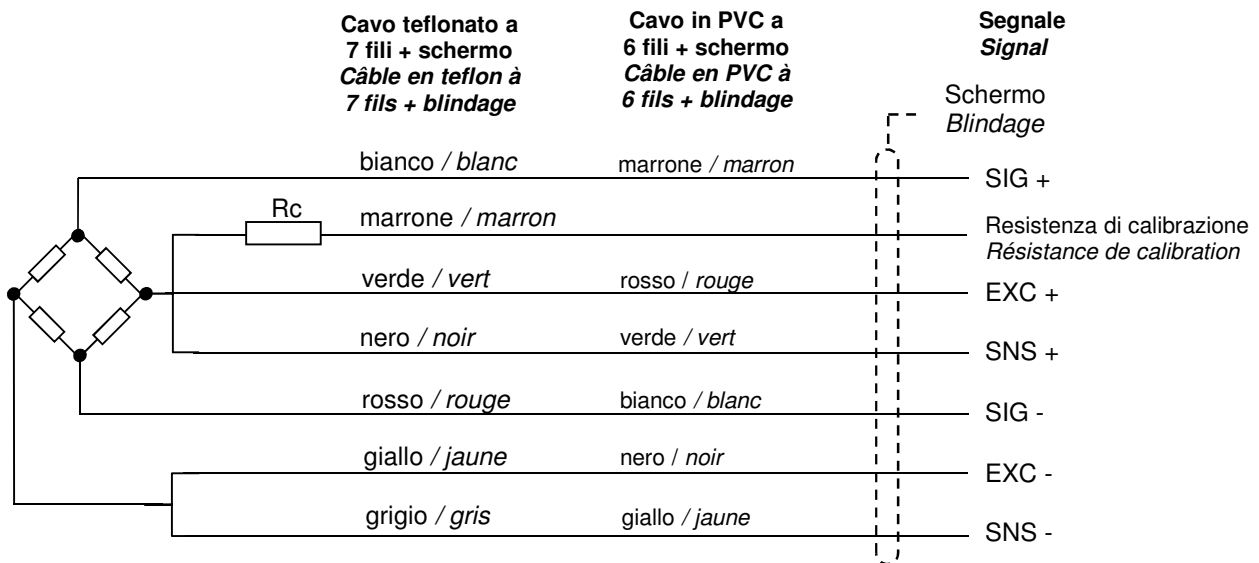 Cavo teflonato a
7 fili + schermo
Câble en teflon à
7 fils + blindage
Cavo in PVC a
6 fili + schermo
Câble en PVC à
6 fils + blindage
Segnale
Signal
Schermo
Blindage
bianco / blanc
marrone / marron
SIG +
Rc
marrone / marron
Resistenza di calibrazione
Résistance de calibration
verde / vert
rosso / rouge
EXC +
nero / noir
verde / vert
SNS +
rosso / rouge
bianco / blanc
SIG -
giallo / jaune
nero / noir
EXC -
grigio / gris
giallo / jaune
SNS -